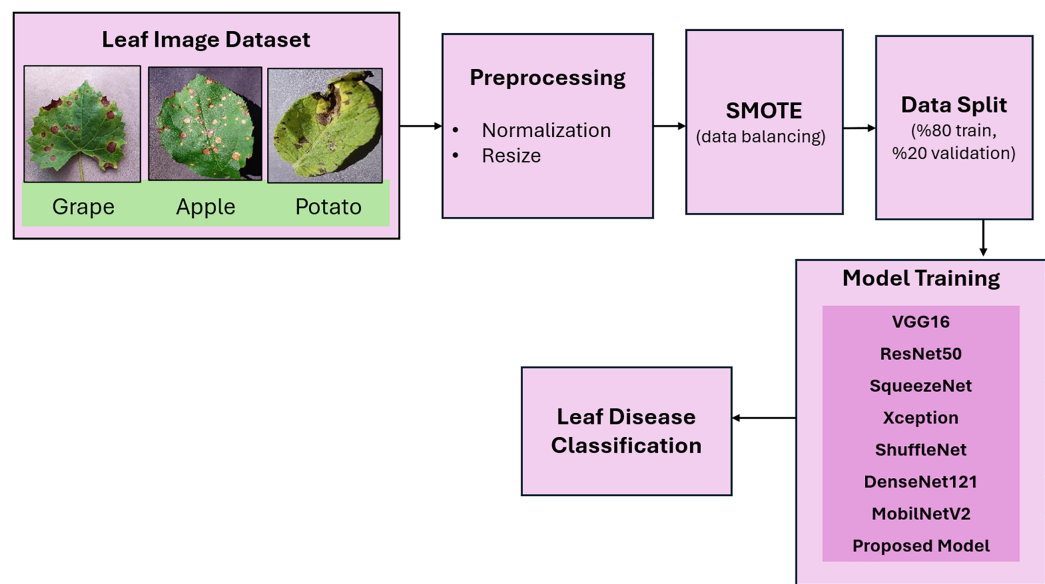 Leaf Image Dataset
Grape
Apple
Potato
Preprocessing
• Normalization
• Resize
SMOTE
(data balancing)
Data Split
(%80 train,
%20 validation)
Model Training
VGG16
ResNet50
SqueezeNet
Xception
ShuffleNet
DenseNet121
MobilNetV2
Proposed Model
Leaf Disease
Classification